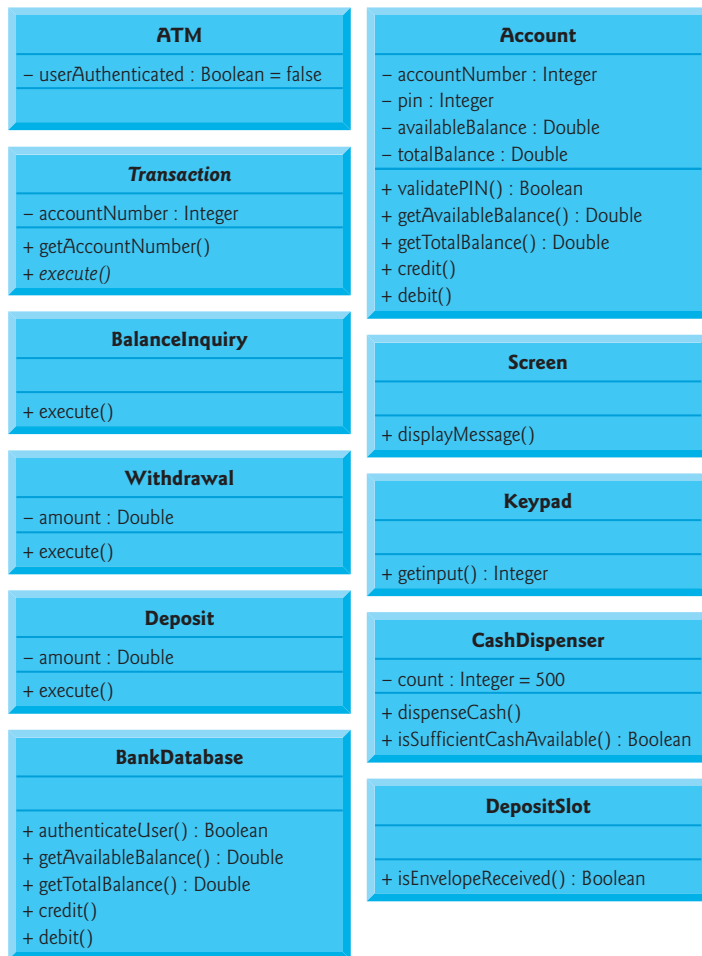 ATM
– userAuthenticated : Boolean = false
Transaction
– accountNumber : Integer
+ getAccountNumber()
+ execute()
BalanceInquiry
+ execute()
Withdrawal
– amount : Double
+ execute()
Deposit
– amount : Double
+ execute()
BankDatabase
+ authenticateUser() : Boolean
+ getAvailableBalance() : Double
+ getTotalBalance() : Double
+ credit()
+ debit()
Account
– accountNumber : Integer
– pin : Integer
– availableBalance : Double
– totalBalance : Double
+ validatePIN() : Boolean
+ getAvailableBalance() : Double
+ getTotalBalance() : Double
+ credit()
+ debit()
Screen
+ displayMessage()
Keypad
+ getinput() : Integer
CashDispenser
– count : Integer = 500
+ dispenseCash()
+ isSufficientCashAvailable() : Boolean
DepositSlot
+ isEnvelopeReceived() : Boolean